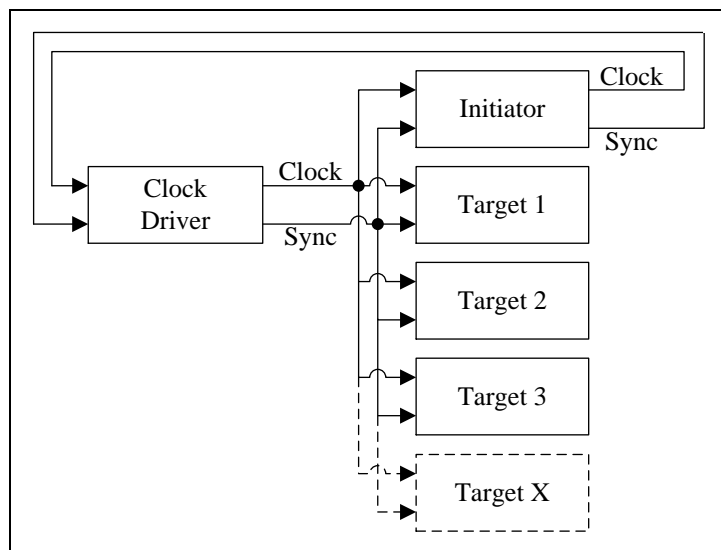 Clock
Initiator
Sync
Clock
Clock
Driver
Sync
Target 1
Target 2
Target 3
Target X